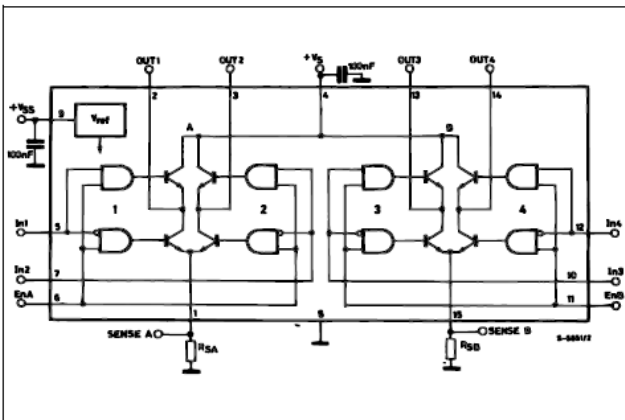 OUT1 OUT2 +Vs 100nF OUT3 OUT4
2 3 4 13 14
+VSS 9 Vref
100nF
A B
1 2 3 4
In1 5 12 In4
In2 7 10 In3
EnA 6 11 EnB
1 8 15
SENSE A RSA RSB SENSE B
S-5851/2